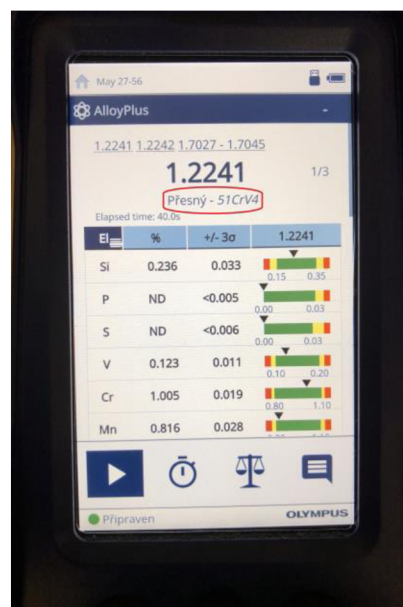 May 27-56
AlloyPlus
1.2241 1.2242 1.7027 - 1.7045
1.2241 1/3
Přesný - 51CrV4
Elapsed time: 40.0s
El % +/- 3σ 1.2241
Si 0.236 0.033
0.15 0.35
P ND <0.005
0.00 0.03
S ND <0.006
0.00 0.03
V 0.123 0.011
0.10 0.20
Cr 1.005 0.019
0.80 1.10
Mn 0.816 0.028
Připraven OLYMPUS